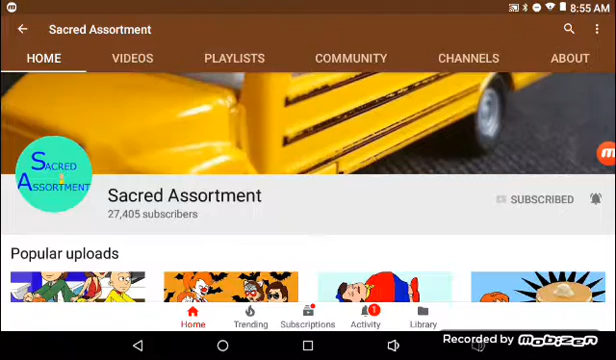 8:55 AM
Sacred Assortment
HOME VIDEOS PLAYLISTS COMMUNITY CHANNELS ABOUT
SACRED
ASSORTMENT
Sacred Assortment
27,405 subscribers
SUBSCRIBED
Popular uploads
1
Home Trending Subscriptions Activity Library
Recorded by mobizen